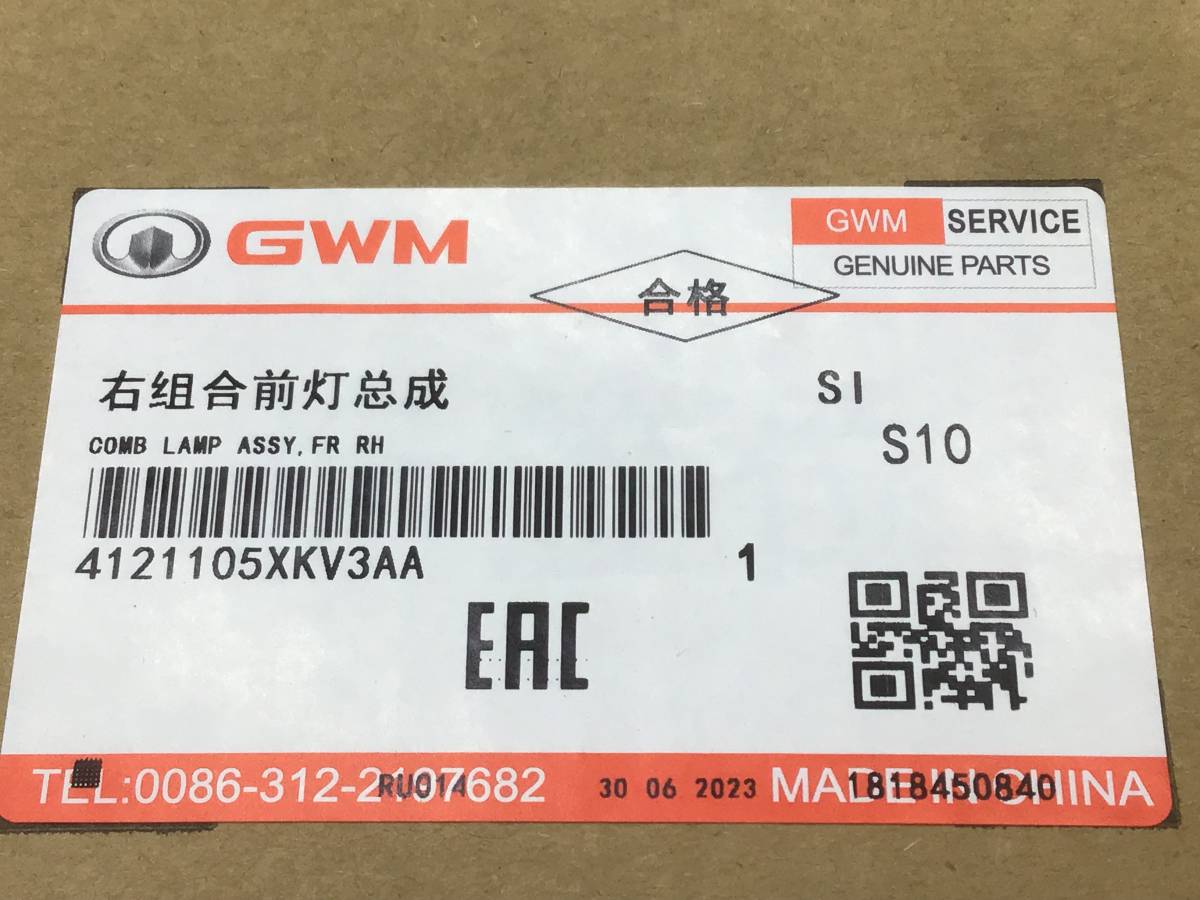 GWM
GWM SERVICE
GENUINE PARTS
合格
右组合前灯总成
SI
COMB LAMP ASSY,FR RH
S10
4121105XKV3AA
1
EAC
TEL:0086-312-2197682
RU014
30 06 2023
MADE IN CHINA
1818450840